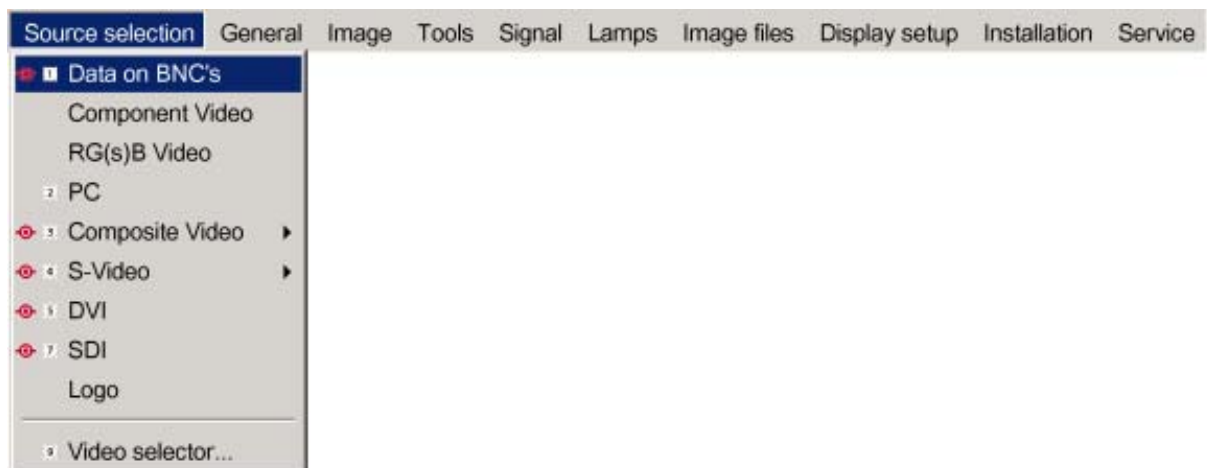 Source selection General Image Tools Signal Lamps Image files Display setup Installation Service
1 Data on BNC's
Component Video
RG(s)B Video
2 PC
3 Composite Video
4 S-Video
5 DVI
7 SDI
Logo
9 Video selector...